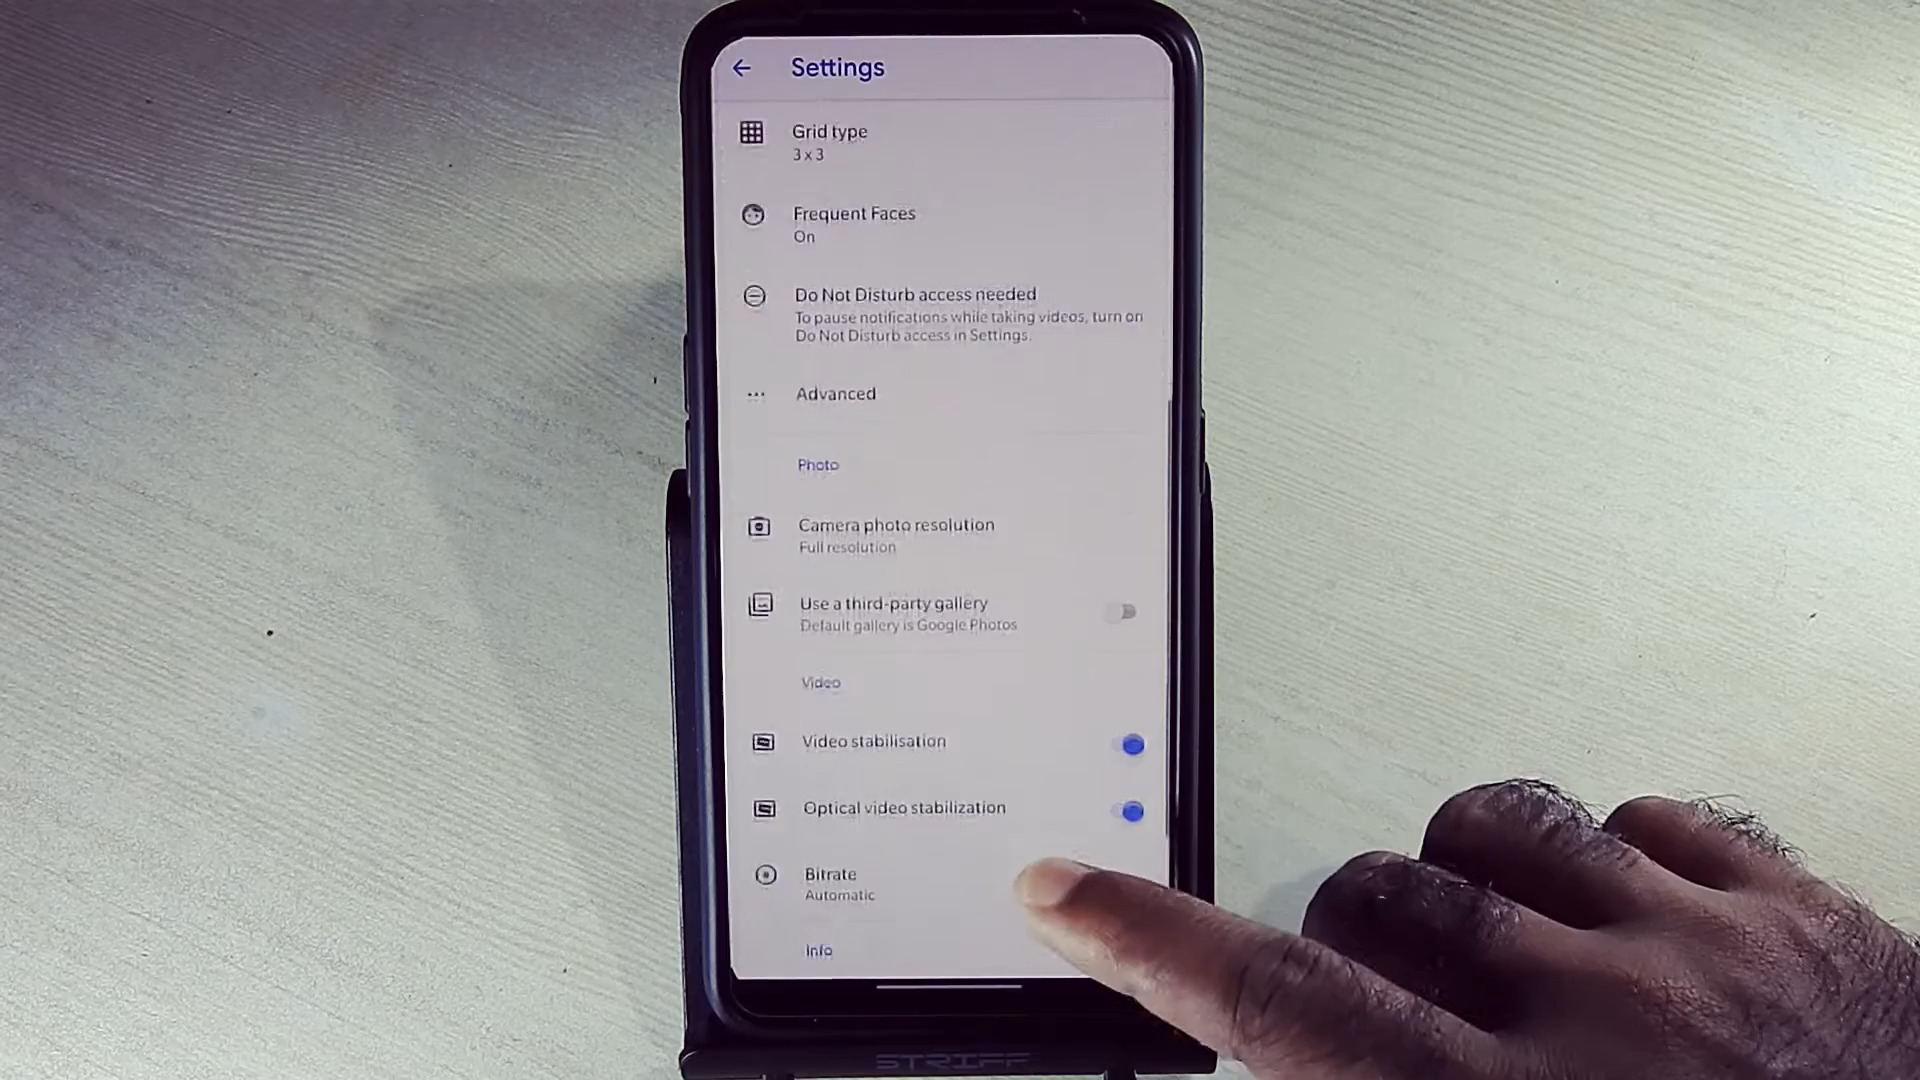 Settings
Grid type
3 x 3
Frequent Faces
On
Do Not Disturb access needed
To pause notifications while taking videos, turn on
Do Not Disturb access in Settings.
Advanced
Photo
Camera photo resolution
Full resolution
Use a third-party gallery
Default gallery is Google Photos
Video
Video stabilisation
Optical video stabilization
Bitrate
Automatic
Info
STRIFF